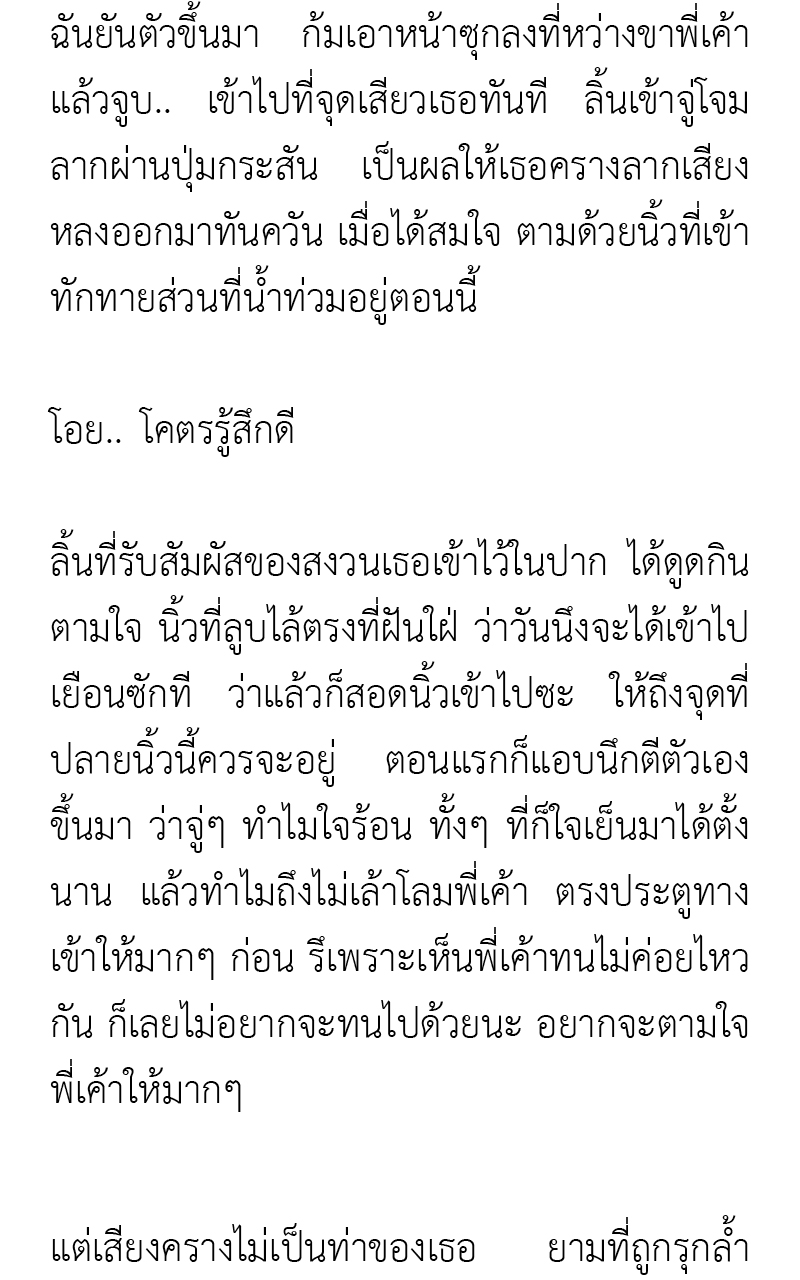 ฉันยันตัวขึ้นมา ก้มเอาหน้าซุกลงที่หว่างขาพี่เค้า
แล้วจูบ.. เข้าไปที่จุดเสียวเธอทันที ลิ้นเข้าจู่โจม
ลากผ่านปุ่มกระสัน เป็นผลให้เธอครางลากเสียง
หลงออกมาทันควัน เมื่อได้สมใจ ตามด้วยนิ้วที่เข้า
ทักทายส่วนที่น้ำท่วมอยู่ตอนนี้
โอย.. โคตรรู้สึกดี
ลิ้นที่รับสัมผัสของสงวนเธอเข้าไว้ในปาก ได้ดูดกิน
ตามใจ นิ้วที่ลูบไล้ตรงที่ฝันใฝ่ ว่าวันนึงจะได้เข้าไป
เยือนซักที ว่าแล้วก็สอดนิ้วเข้าไปซะ ให้ถึงจุดที่
ปลายนิ้วนี้ควรจะอยู่ ตอนแรกก็แอบนึกตีตัวเอง
ขึ้นมา ว่าจู่ๆ ทำไมใจร้อน ทั้งๆ ที่ก็ใจเย็นมาได้ตั้ง
นาน แล้วทำไมถึงไม่เล้าโลมพี่เค้า ตรงประตูทาง
เข้าให้มากๆ ก่อน รึเพราะเห็นพี่เค้าทนไม่ค่อยไหว
กัน ก็เลยไม่อยากจะทนไปด้วยนะ อยากจะตามใจ
พี่เค้าให้มากๆ
แต่เสียงครางไม่เป็นท่าของเธอ ยามที่ถูกรุกล้ำ